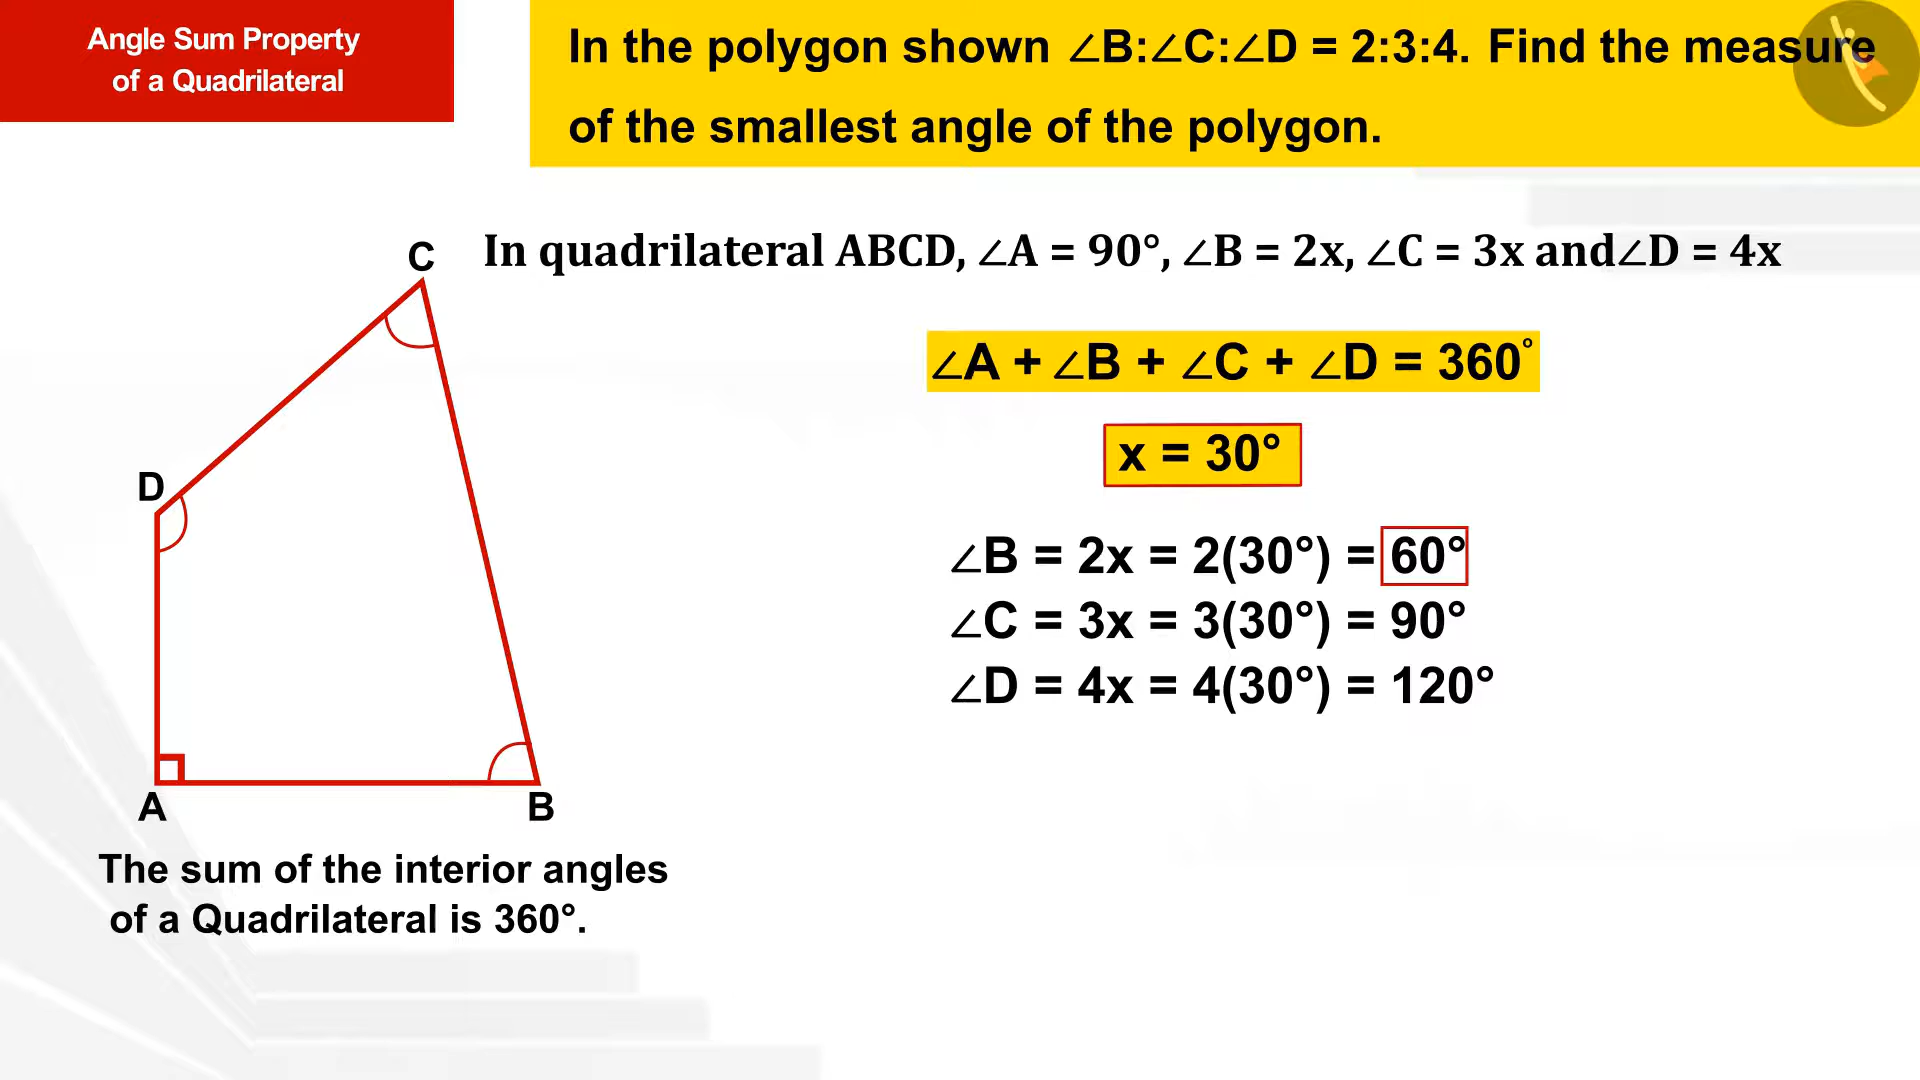 Angle Sum Property
of a Quadrilateral
In the polygon shown ∠B:∠C:∠D = 2:3:4. Find the measure
of the smallest angle of the polygon.
In quadrilateral ABCD, ∠A = 90°, ∠B = 2x, ∠C = 3x and∠D = 4x
C
∠A + ∠B + ∠C + ∠D = 360°
x = 30°
D
∠B = 2x = 2(30°) = 60°
∠C = 3x = 3(30°) = 90°
∠D = 4x = 4(30°) = 120°
A
B
The sum of the interior angles
of a Quadrilateral is 360°.